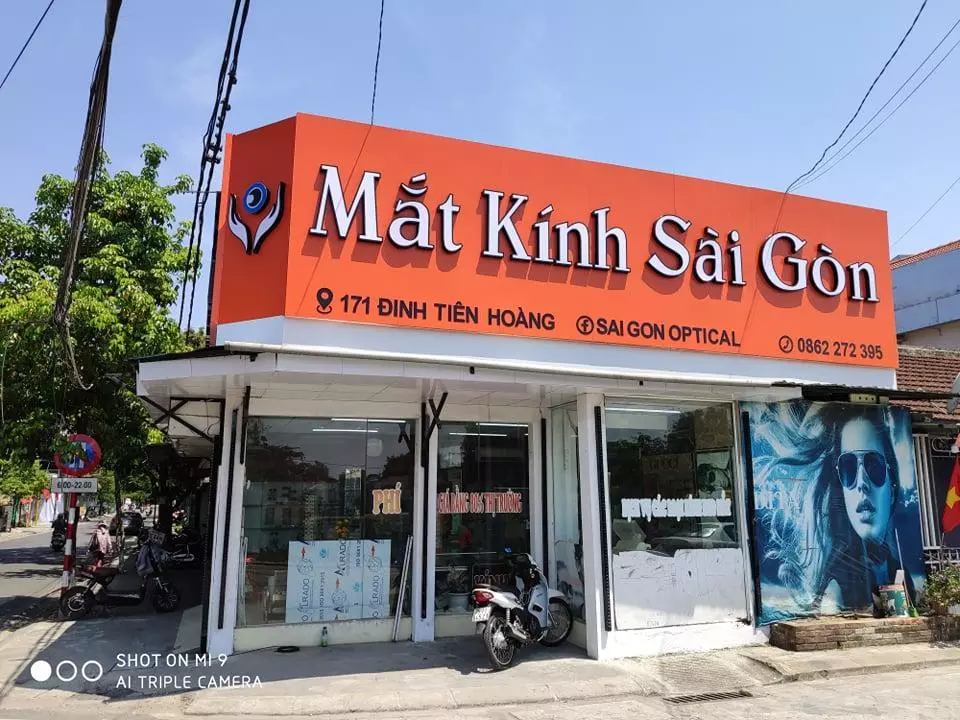 Mắt Kính Sài Gòn
171 ĐINH TIÊN HOÀNG
SAI GON OPTICAL
0862 272 395
6:00-22:00
PHÍ
GUCCI
SHOT ON MI 9
AI TRIPLE CAMERA